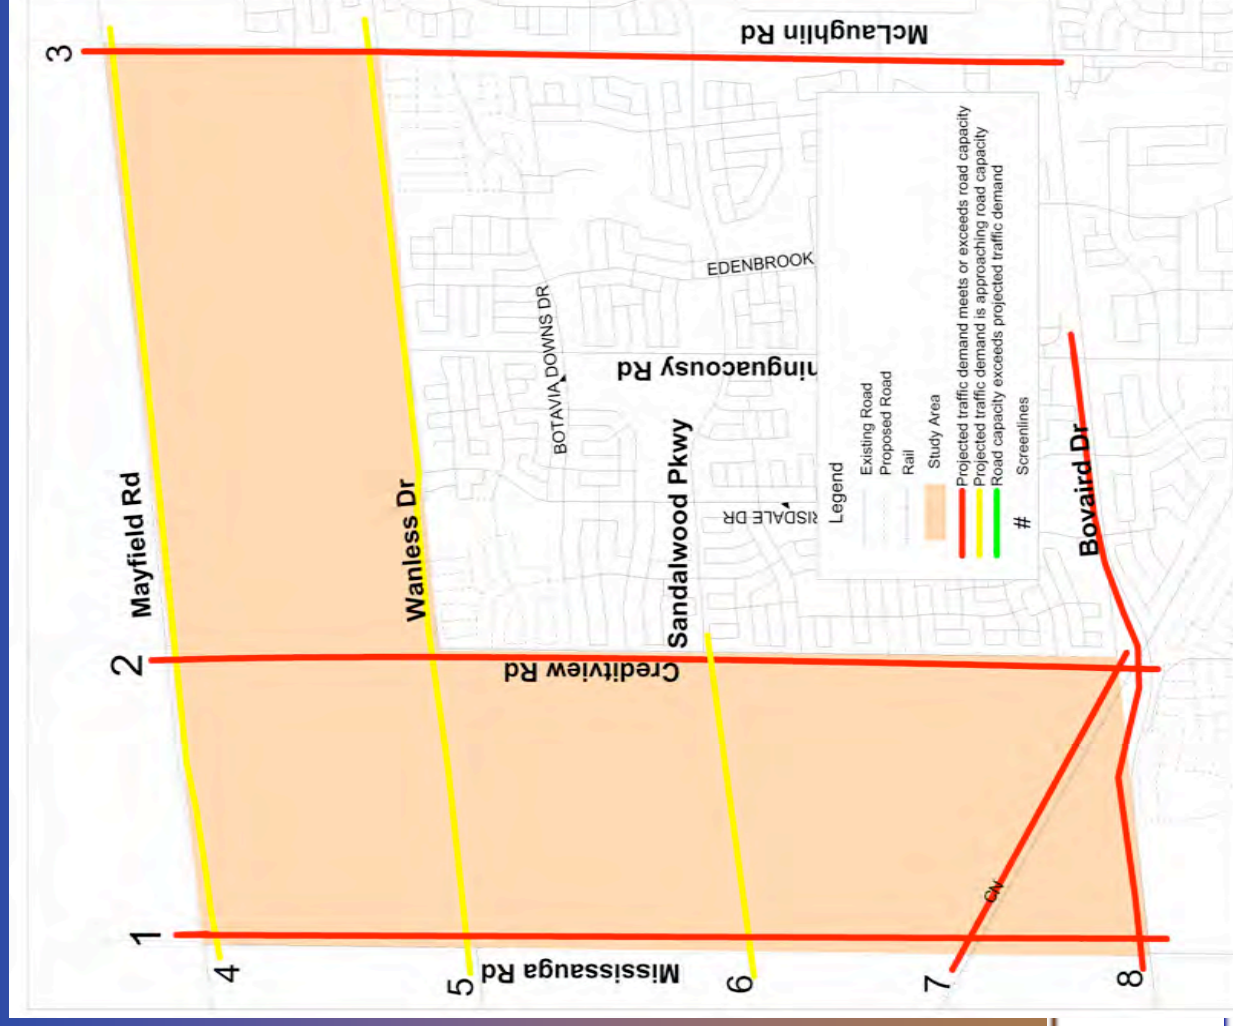 3
McLaughlin Rd
EDENBROOK
BOTAVIA DOWNS DR
inguacousy Rd
Mayfield Rd
Wanless Dr
Sandalwood Pkwy
RISDALE DR
Legend
Existing Road
Proposed Road
Rail
Study Area
Projected traffic demand meets or exceeds road capacity
Projected traffic demand is approaching road capacity
Road capacity exceeds projected traffic demand
# Screenlines
Bovaird Dr
2
Creditview Rd
CN
1
Mississauga Rd
4
5
6
7
8